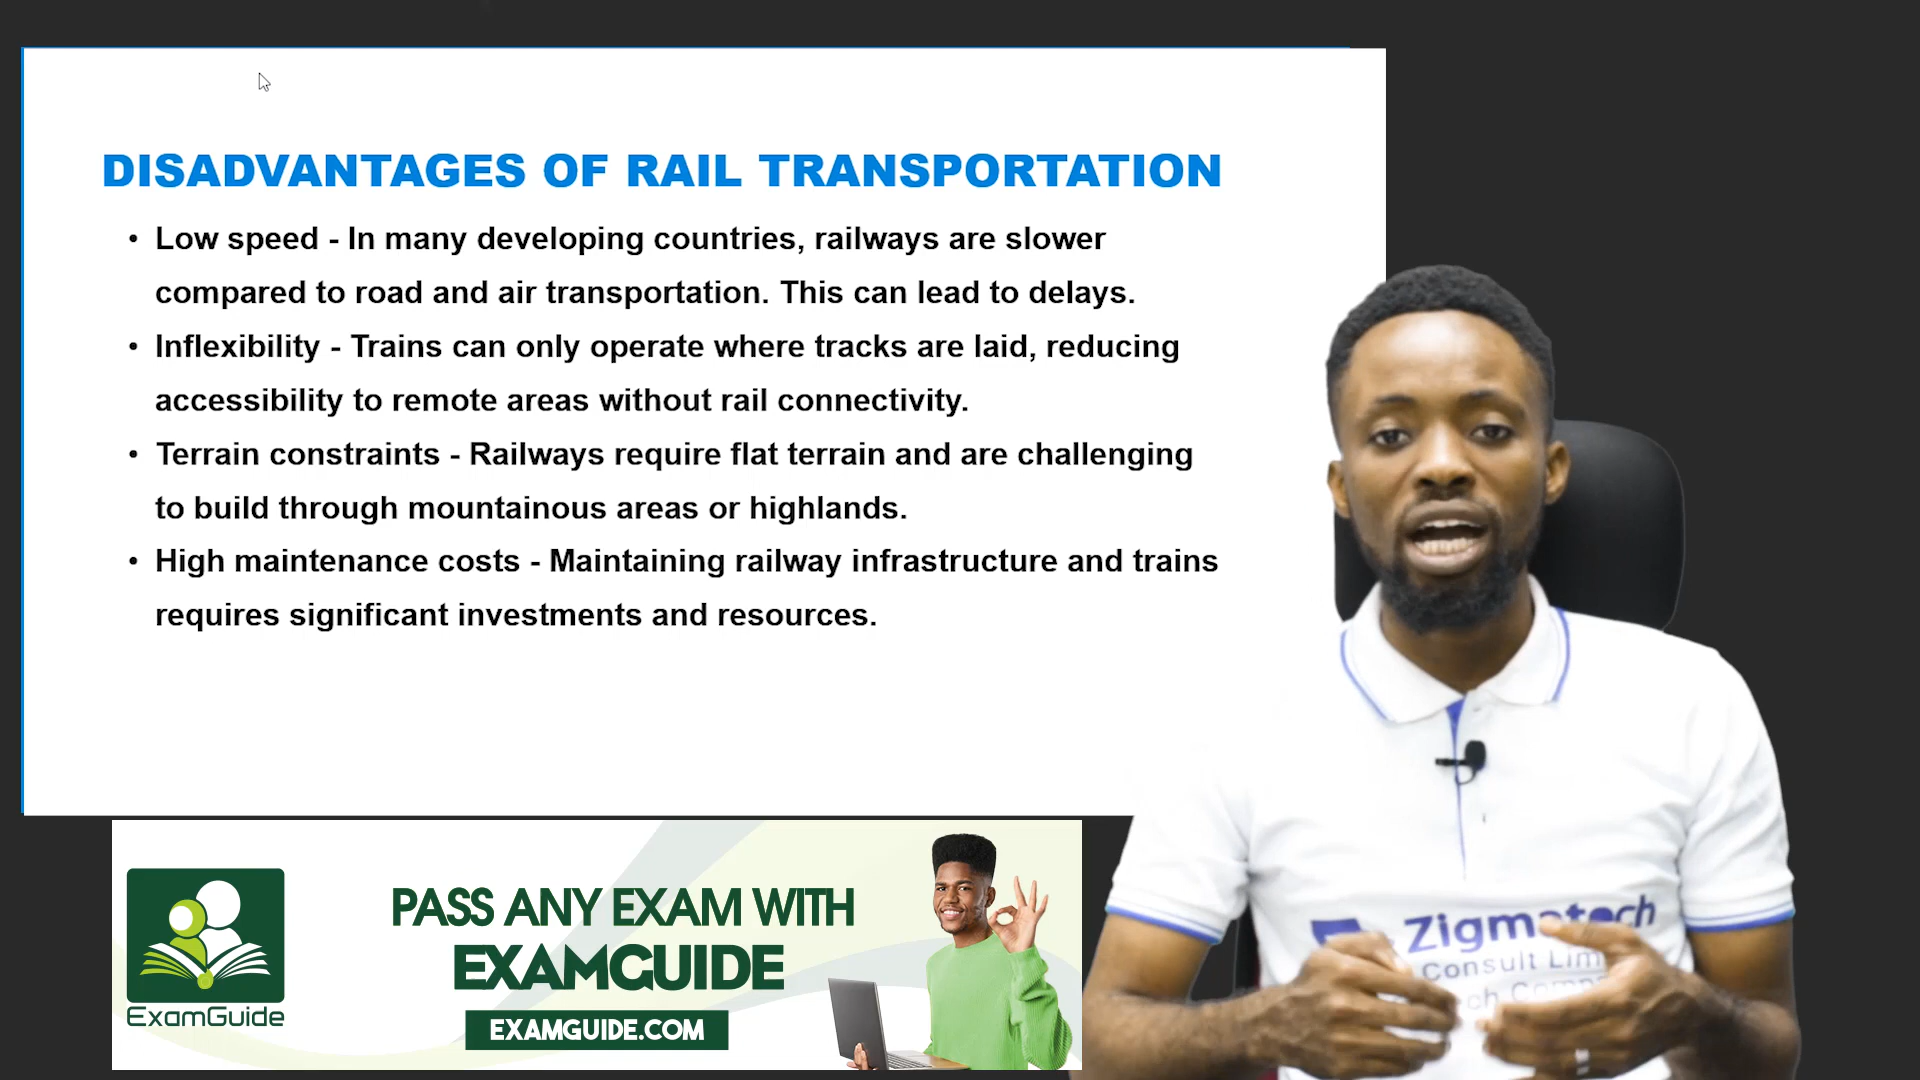 DISADVANTAGES OF RAIL TRANSPORTATION
• Low speed - In many developing countries, railways are slower
compared to road and air transportation. This can lead to delays.
• Inflexibility - Trains can only operate where tracks are laid, reducing
accessibility to remote areas without rail connectivity.
• Terrain constraints - Railways require flat terrain and are challenging
to build through mountainous areas or highlands.
• High maintenance costs - Maintaining railway infrastructure and trains
requires significant investments and resources.
PASS ANY EXAM WITH
EXAMGUIDE
EXAMGUIDE.COM
ExamGuide
Zigmatech
Consult